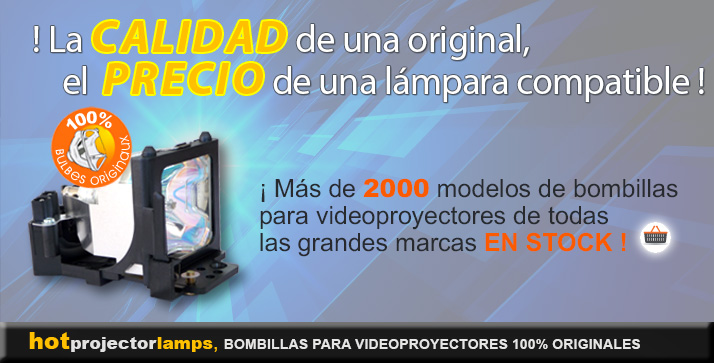 ! La CALIDAD de una original,
el PRECIO de una lámpara compatible !
100%
BULBES ORIGINAUX
¡ Más de 2000 modelos de bombillas
para videoproyectores de todas
las grandes marcas EN STOCK !
hotprojectorlamps, BOMBILLAS PARA VIDEOPROYECTORES 100% ORIGINALES